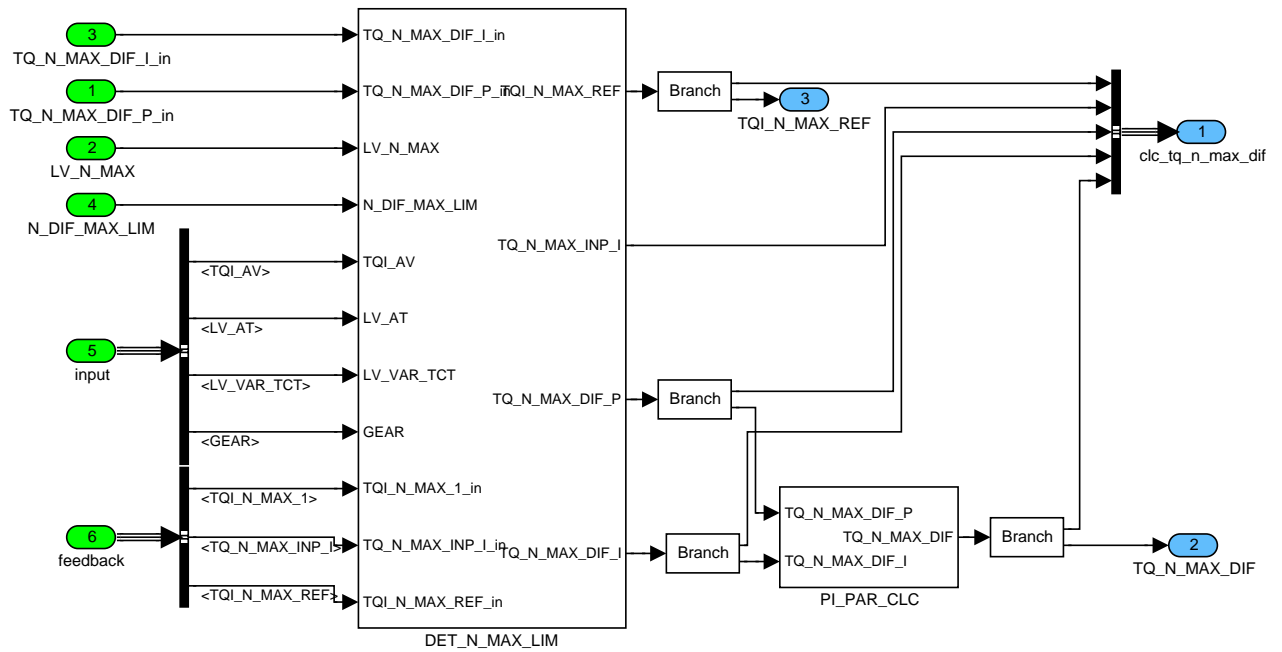 3
TQ_N_MAX_DIF_I_in
1
TQ_N_MAX_DIF_P_in
2
LV_N_MAX
4
N_DIF_MAX_LIM
5
input
6
feedback
<TQI_AV>
<LV_AT>
<LV_VAR_TCT>
<GEAR>
<TQI_N_MAX_1>
<TQ_N_MAX_INP_I>
<TQI_N_MAX_REF>
TQ_N_MAX_DIF_I_in
TQ_N_MAX_DIF_P_in
LV_N_MAX
N_DIF_MAX_LIM
TQI_AV
LV_AT
LV_VAR_TCT
GEAR
TQI_N_MAX_1_in
TQ_N_MAX_INP_I_in
TQI_N_MAX_REF_in
TQI_N_MAX_REF
TQ_N_MAX_INP_I
TQ_N_MAX_DIF_P
TQ_N_MAX_DIF_I
DET_N_MAX_LIM
Branch
3
TQI_N_MAX_REF
Branch
Branch
TQ_N_MAX_DIF_P
TQ_N_MAX_DIF_I
TQ_N_MAX_DIF
PI_PAR_CLC
Branch
1
clc_tq_n_max_dif
2
TQ_N_MAX_DIF